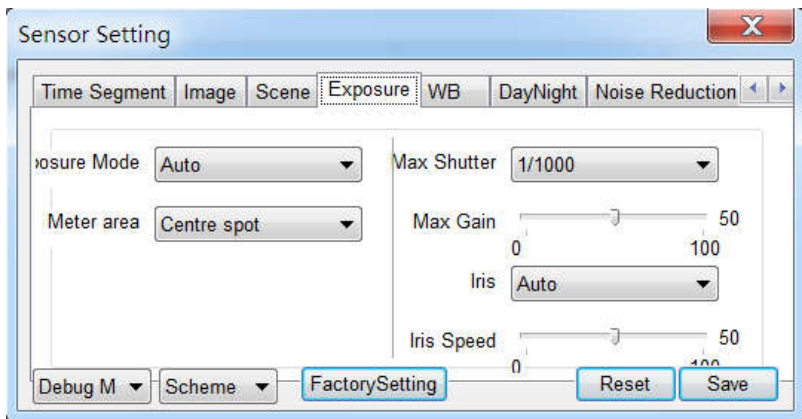 Sensor Setting
Time Segment Image Scene Exposure WB DayNight Noise Reduction
osure Mode Auto Max Shutter 1/1000
Meter area Centre spot Max Gain 50
0 100
Iris Auto
Iris Speed 50
0 100
Debug M Scheme FactorySetting Reset Save